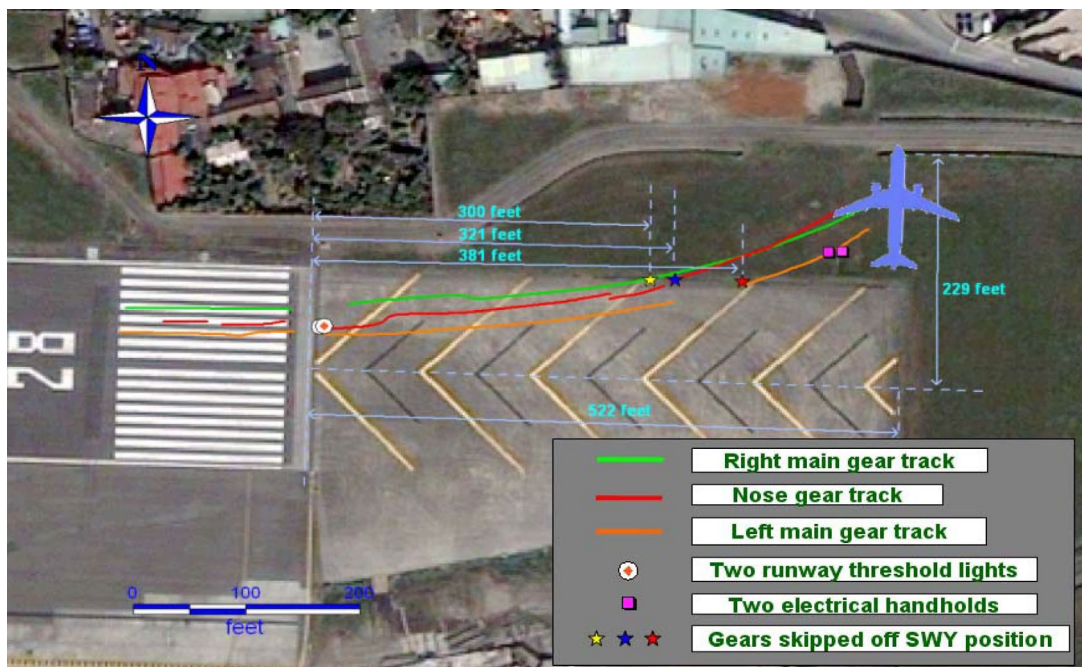 N
300 feet
321 feet
381 feet
229 feet
28
522 feet
Right main gear track
Nose gear track
Left main gear track
Two runway threshold lights
Two electrical handholds
Gears skipped off SWY position
0 100 200
feet